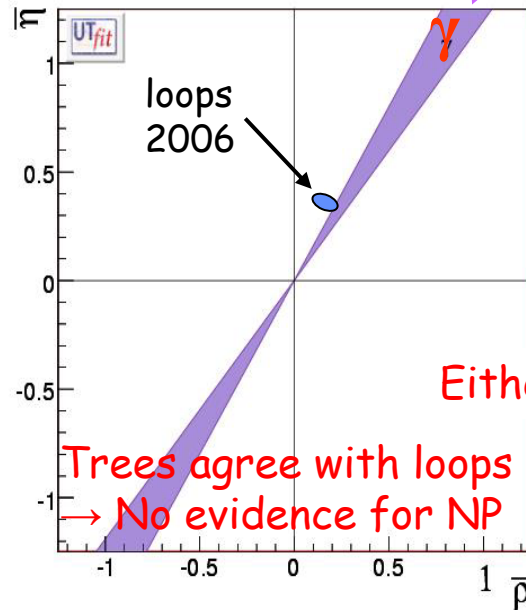 η̅
UTfit
γ
1
loops
2006
0.5
0
-0.5
Trees agree with loops
-1
→ No evidence for NP
-1 -0.5 0 0.5 1 ρ̅